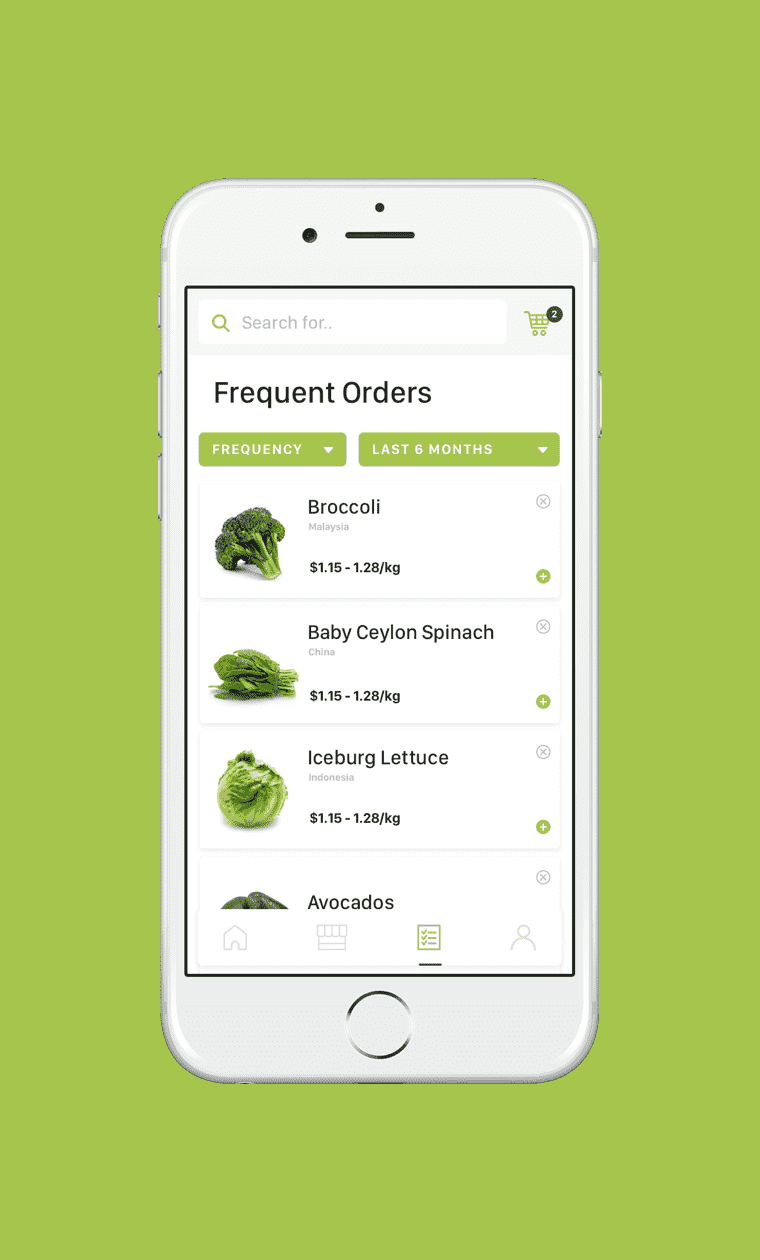 Search for..
2
Frequent Orders
FREQUENCY
LAST 6 MONTHS
Broccoli
Malaysia
$1.15 - 1.28/kg
Baby Ceylon Spinach
China
$1.15 - 1.28/kg
Iceburg Lettuce
Indonesia
$1.15 - 1.28/kg
Avocados